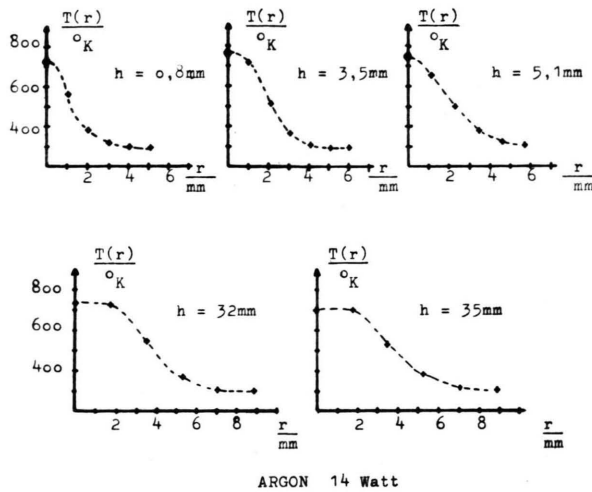 T(r)
°K
800
600
400
h = 0,8mm
2 4 6
r
mm
T(r)
°K
h = 3,5mm
2 4 6
r
mm
T(r)
°K
h = 5,1mm
2 4 6
r
mm
T(r)
°K
800
600
400
h = 32mm
2 4 6 8
r
mm
T(r)
°K
h = 35mm
2 4 6 8
r
mm
ARGON 14 Watt